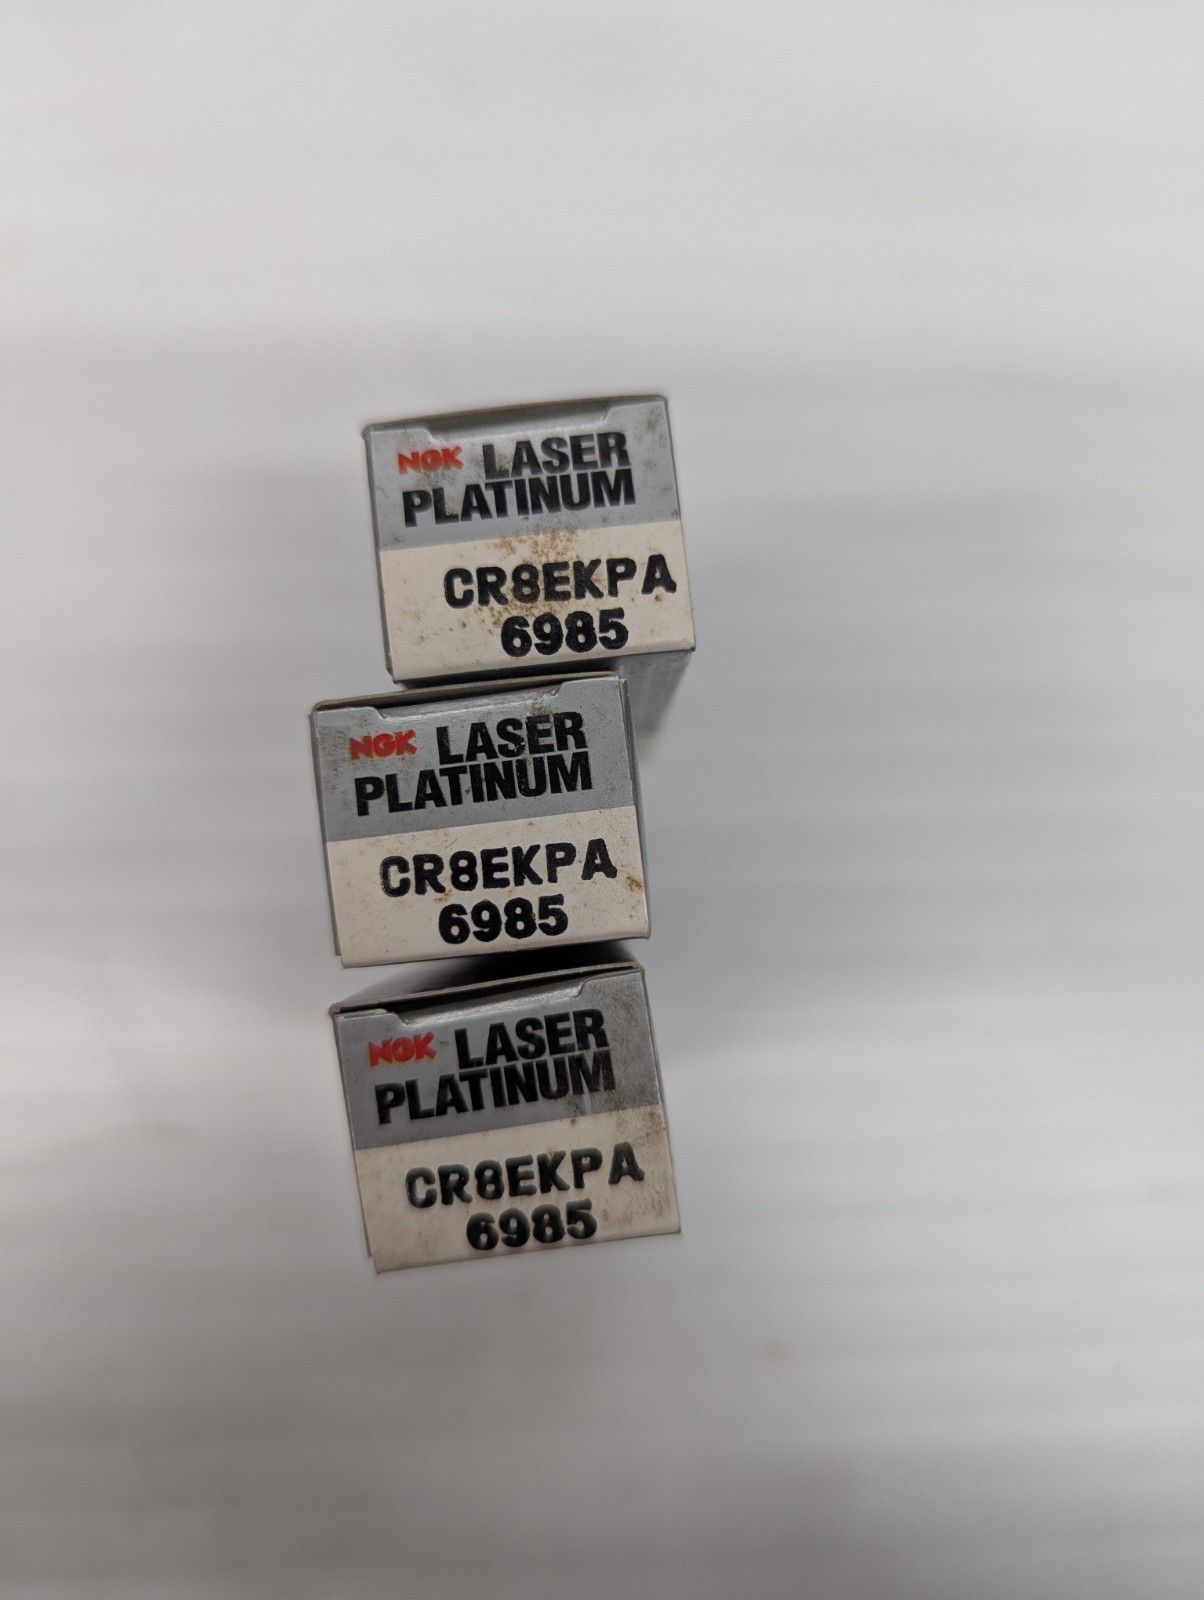 NGK LASER
PLATINUM
CR8EKPA
6985
NGK LASER
PLATINUM
CR8EKPA
6985
NGK LASER
PLATINUM
CR8EKPA
6985